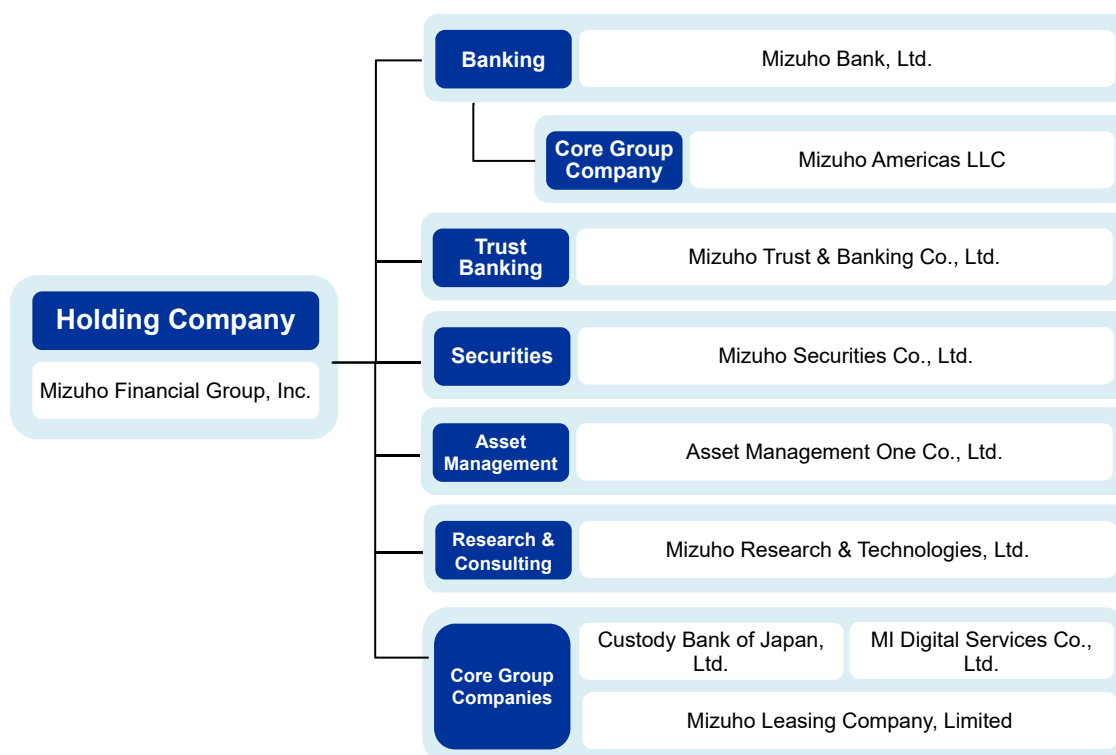 Banking
Mizuho Bank, Ltd.
Core Group
Company
Mizuho Americas LLC
Trust
Banking
Mizuho Trust & Banking Co., Ltd.
Holding Company
Mizuho Financial Group, Inc.
Securities
Mizuho Securities Co., Ltd.
Asset
Management
Asset Management One Co., Ltd.
Research &
Consulting
Mizuho Research & Technologies, Ltd.
Core Group
Companies
Custody Bank of Japan,
Ltd.
MI Digital Services Co.,
Ltd.
Mizuho Leasing Company, Limited